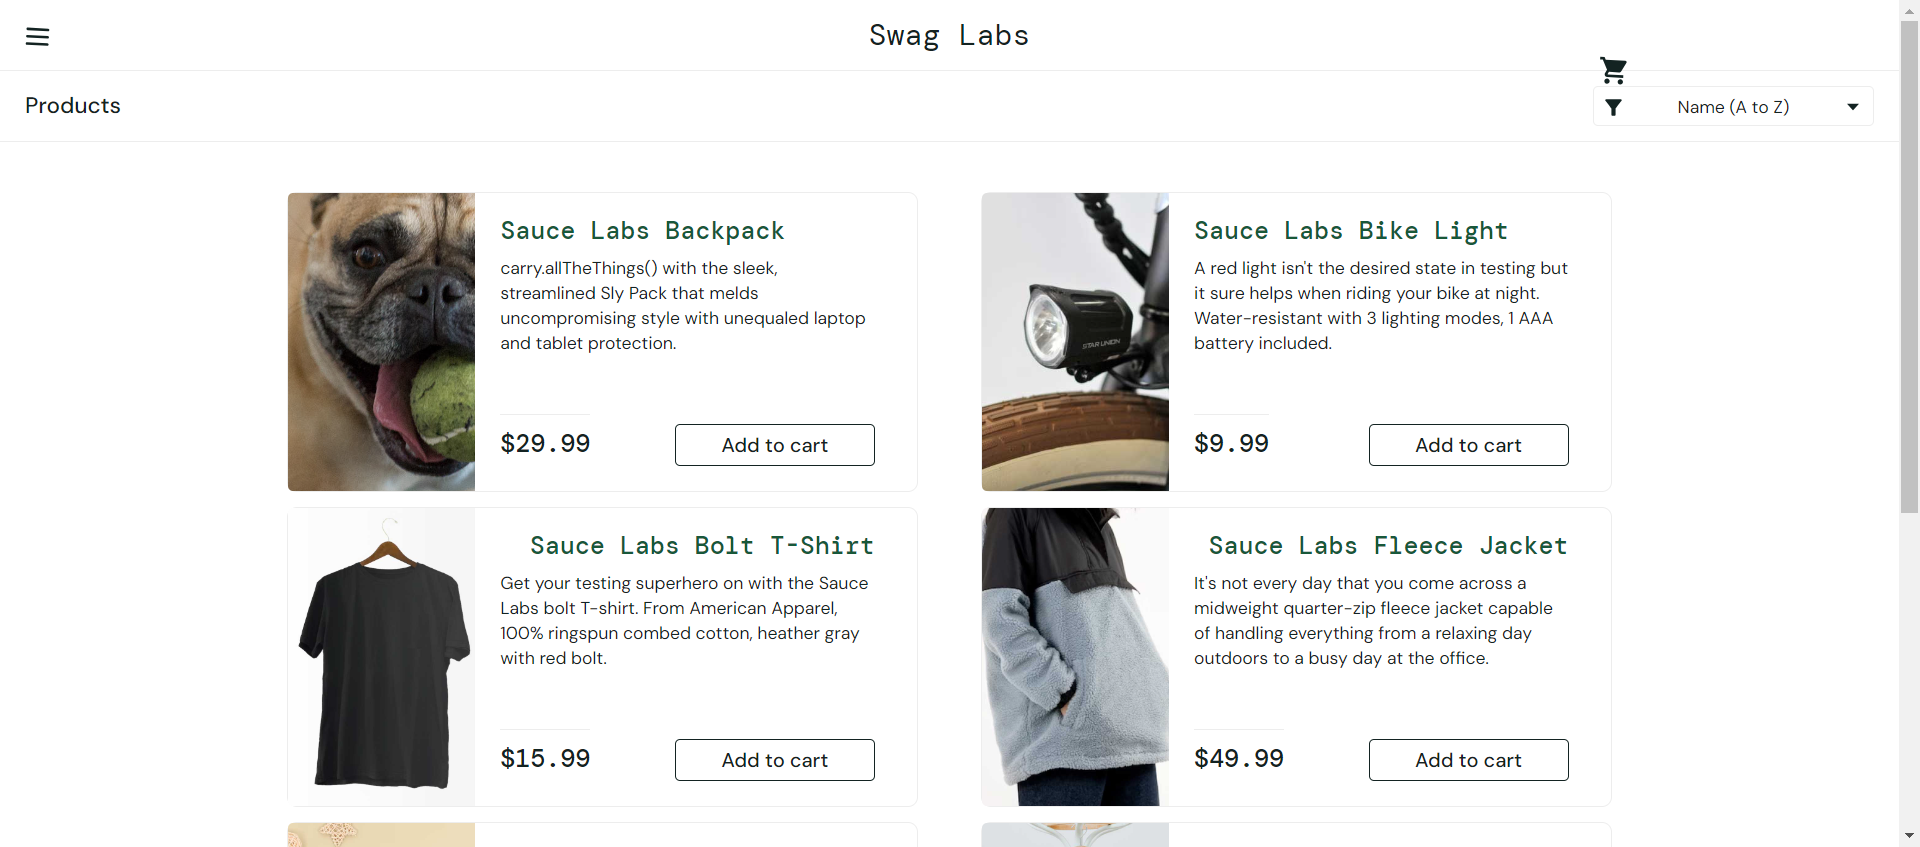 Swag Labs
Products
Name (A to Z)
Sauce Labs Backpack
carry.allTheThings() with the sleek,
streamlined Sly Pack that melds
uncompromising style with unequaled laptop
and tablet protection.
$29.99
Add to cart
Sauce Labs Bike Light
A red light isn't the desired state in testing but
it sure helps when riding your bike at night.
Water-resistant with 3 lighting modes, 1 AAA
battery included.
STAR UNION
$9.99
Add to cart
Sauce Labs Bolt T-Shirt
Get your testing superhero on with the Sauce
Labs bolt T-shirt. From American Apparel,
100% ringspun combed cotton, heather gray
with red bolt.
$15.99
Add to cart
Sauce Labs Fleece Jacket
It's not every day that you come across a
midweight quarter-zip fleece jacket capable
of handling everything from a relaxing day
outdoors to a busy day at the office.
$49.99
Add to cart